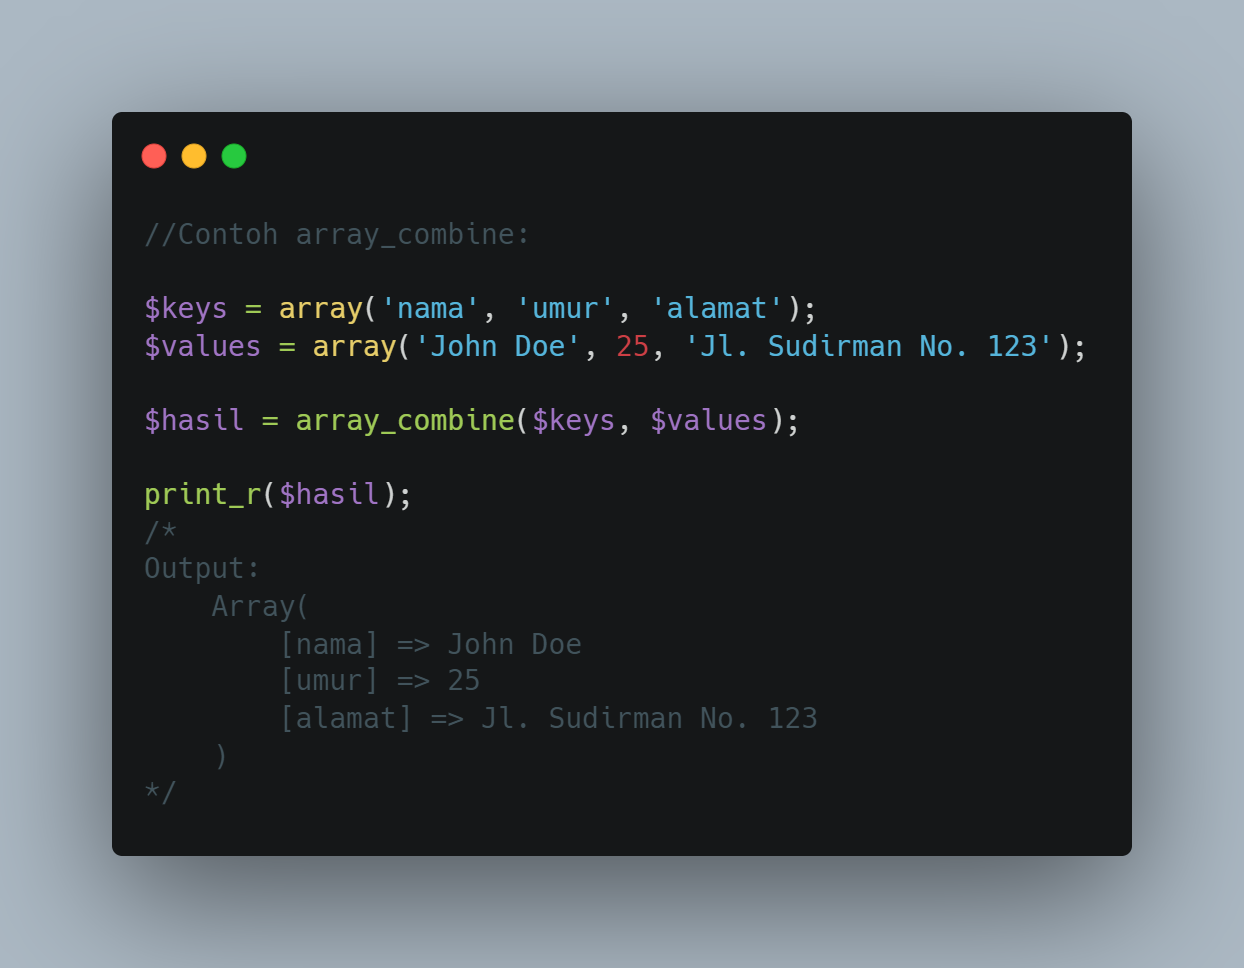 //Contoh array_combine:
$keys = array('nama', 'umur', 'alamat');
$values = array('John Doe', 25, 'Jl. Sudirman No. 123');
$hasil = array_combine($keys, $values);
print_r($hasil);
/*
Output:
    Array(
        [nama] => John Doe
        [umur] => 25
        [alamat] => Jl. Sudirman No. 123
    )
*/